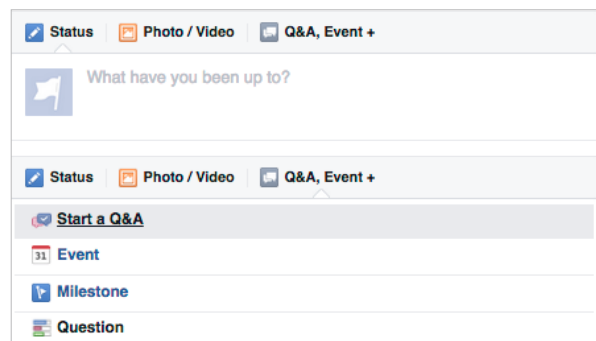 Status Photo / Video Q&A, Event +
What have you been up to?
Status Photo / Video Q&A, Event +
Start a Q&A
31 Event
Milestone
Question